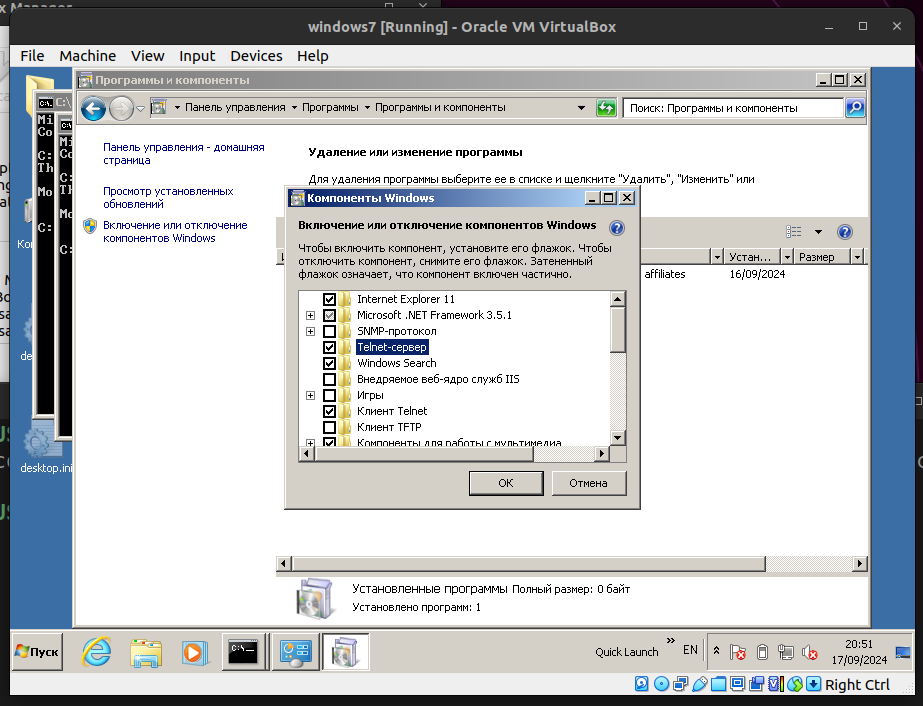 windows7 [Running] - Oracle VM VirtualBox
File Machine View Input Devices Help
Программы и компоненты
Панель управления Программы Программы и компоненты
Поиск: Программы и компоненты
Панель управления - домашняя
страница
Просмотр установленных
обновлений
Включение или отключение
компонентов Windows
Удаление или изменение программы
Для удаления программы выберите ее в списке и щелкните "Удалить", "Изменить" или
Устан...
Размер
affiliates
16/09/2024
Компоненты Windows
Включение или отключение компонентов Windows
Чтобы включить компонент, установите его флажок. Чтобы
отключить компонент, снимите его флажок. Затененный
флажок означает, что компонент включен частично.
Internet Explorer 11
Microsoft .NET Framework 3.5.1
SNMP-протокол
Telnet-сервер
Windows Search
Внедряемое веб-ядро служб IIS
Игры
Клиент Telnet
Клиент TFTP
Компоненты для работы с мультимедиа
OK
Отмена
desktop.ini
Установленные программы Полный размер: 0 байт
Установлено программ: 1
Пуск
Quick Launch
EN
20:51
17/09/2024
Right Ctrl